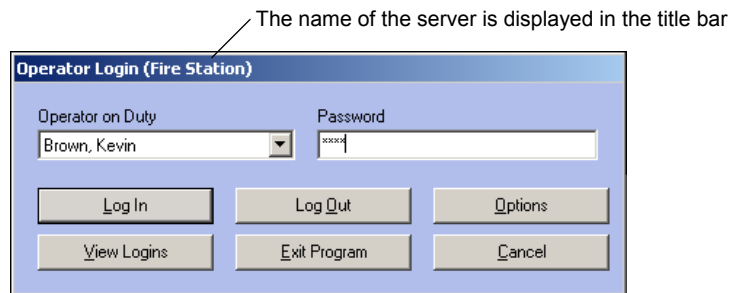 The name of the server is displayed in the title bar
Operator Login (Fire Station)
Operator on Duty Password
Brown, Kevin xxxx
Log In Log Out Options
View Logins Exit Program Cancel